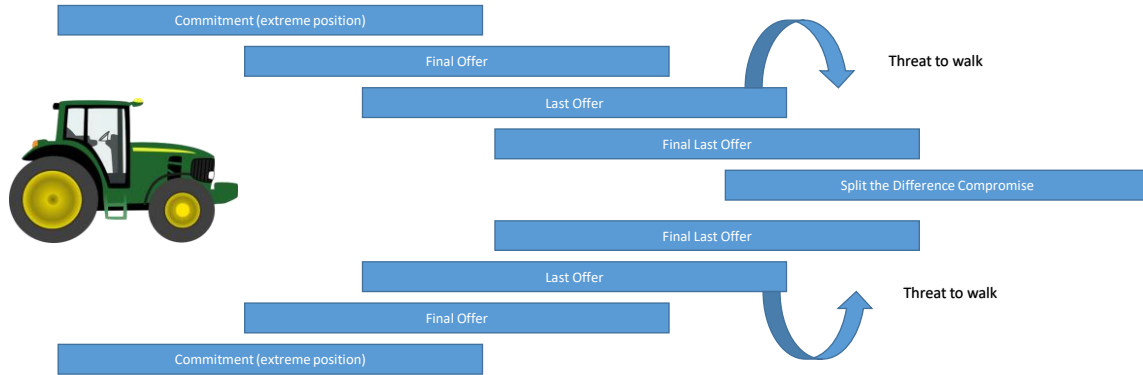 Commitment (extreme position)
Final Offer
Threat to walk
Last Offer
Final Last Offer
Split the Difference Compromise
Final Last Offer
Last Offer
Threat to walk
Final Offer
Commitment (extreme position)